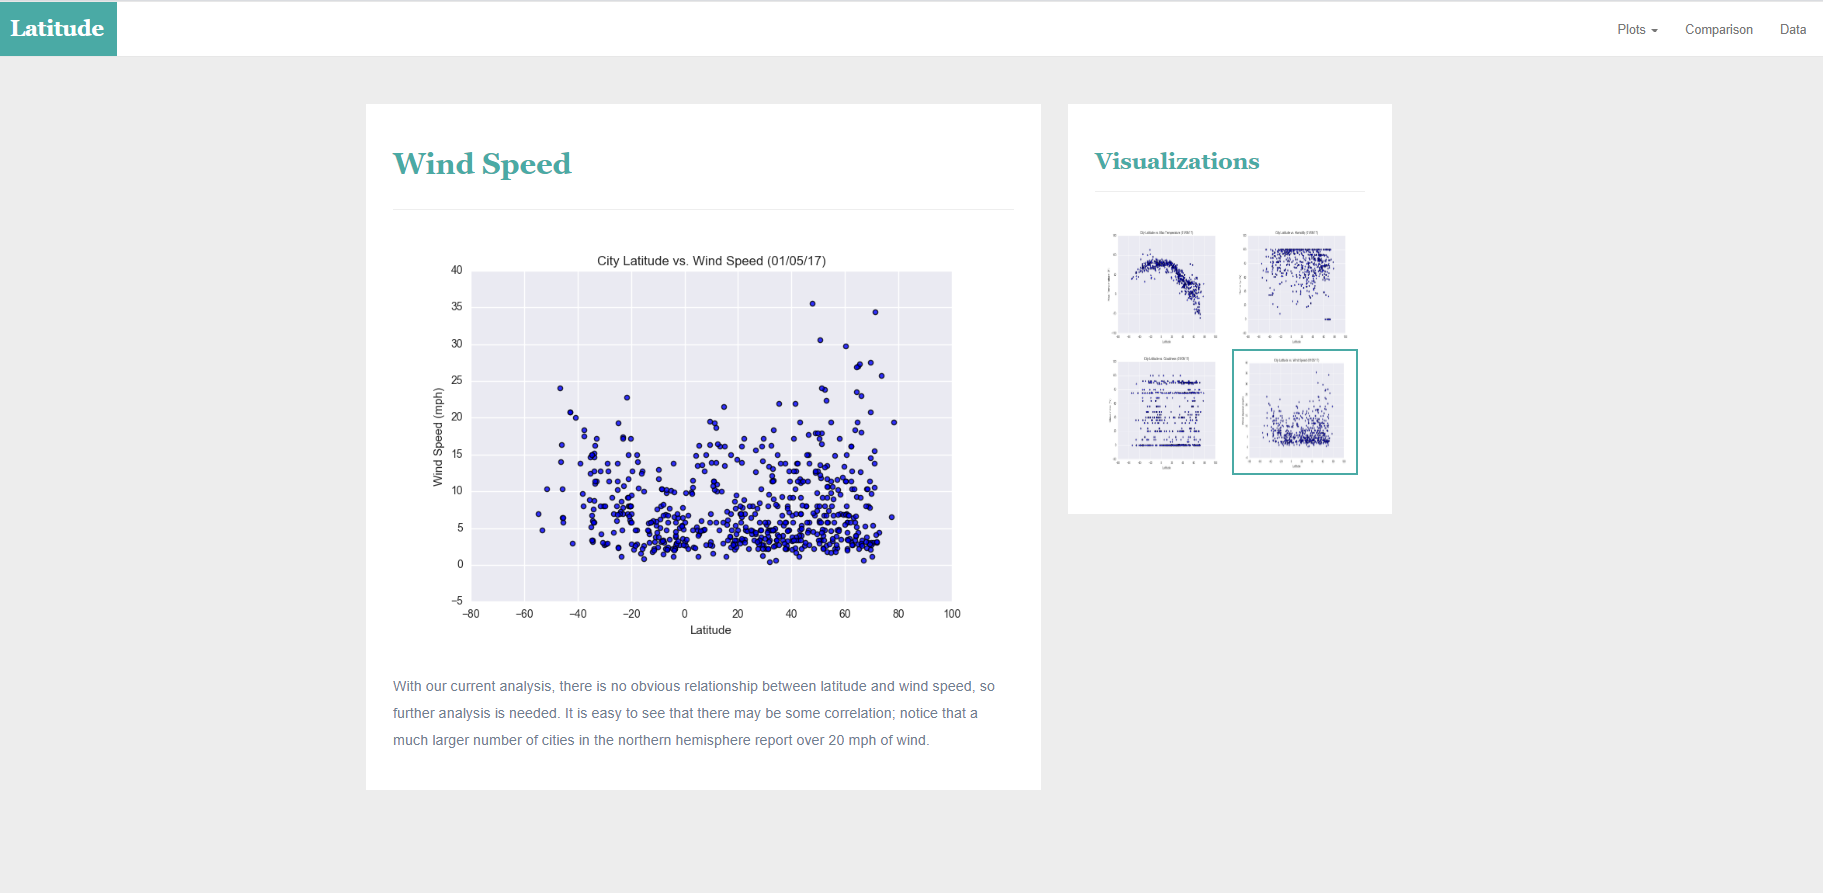 Latitude
Plots Comparison Data
Wind Speed
City Latitude vs. Wind Speed (01/05/17)
40
35
30
25
20
15
10
5
0
−5
Wind Speed (mph)
−80 −60 −40 −20 0 20 40 60 80 100
Latitude
With our current analysis, there is no obvious relationship between latitude and wind speed, so
further analysis is needed. It is easy to see that there may be some correlation; notice that a
much larger number of cities in the northern hemisphere report over 20 mph of wind.
Visualizations